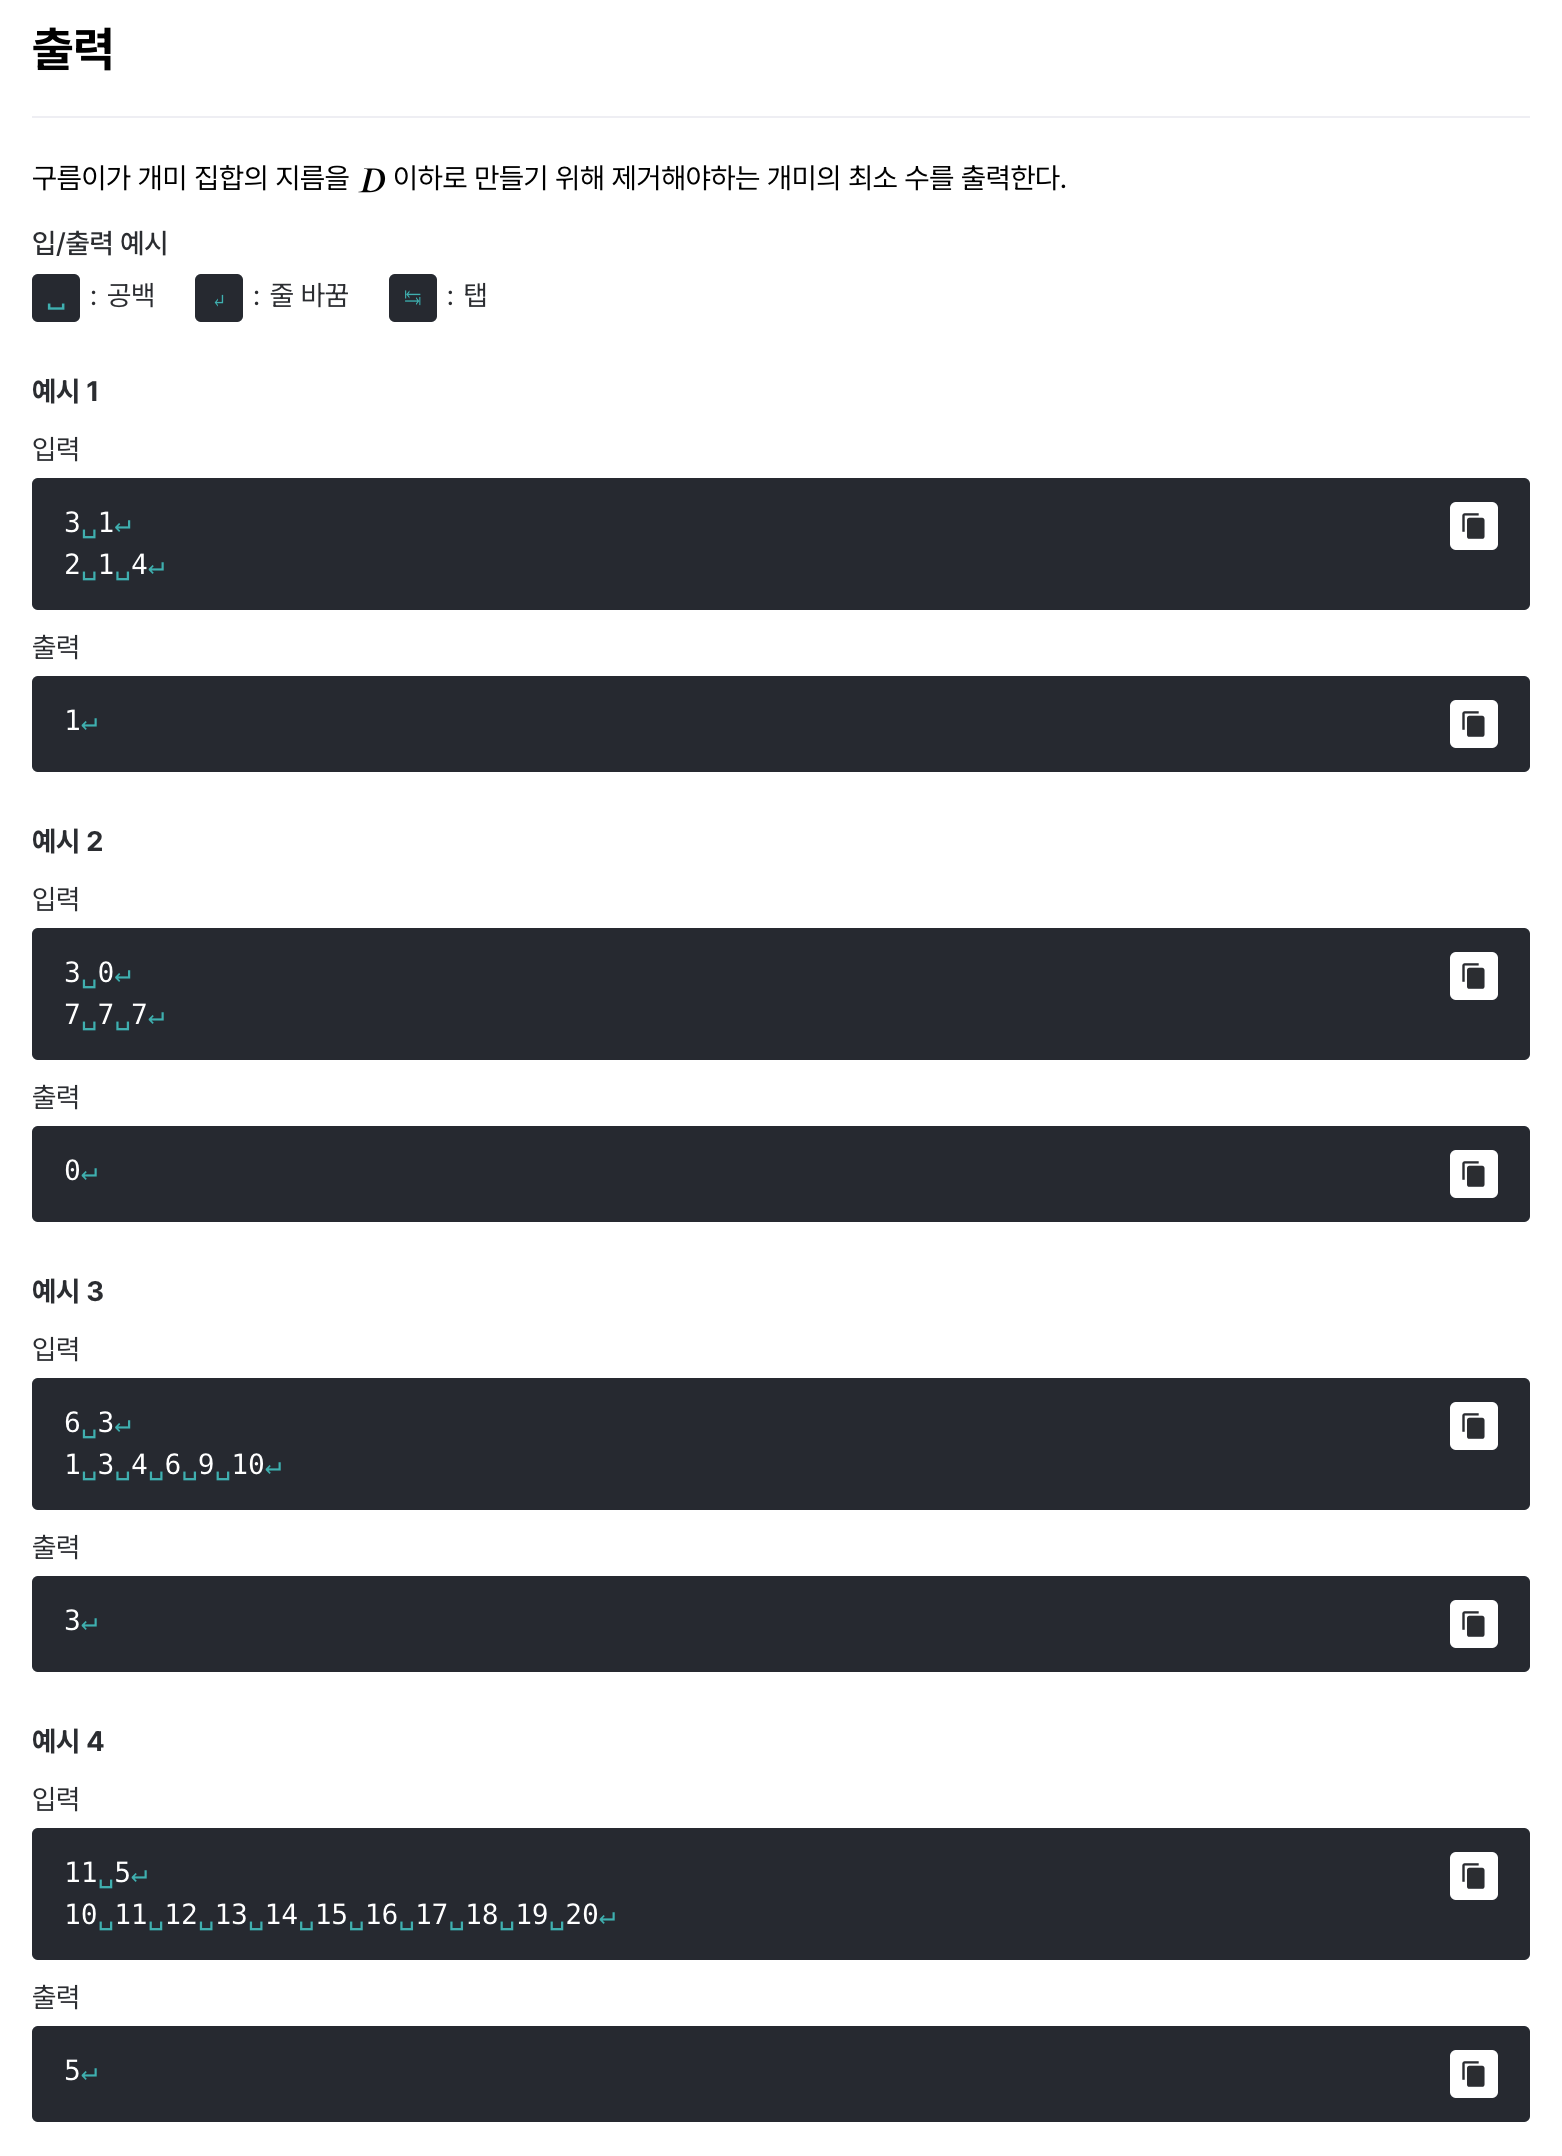 출력
구름이가 개미 집합의 지름을 D 이하로 만들기 위해 제거해야하는 개미의 최소 수를 출력한다.
입/출력 예시
␣ : 공백 ↵ : 줄 바꿈 ↹ : 탭
예시 1
입력
3␣1↵
2␣1␣4↵
출력
1↵
예시 2
입력
3␣0↵
7␣7␣7↵
출력
0↵
예시 3
입력
6␣3↵
1␣3␣4␣6␣9␣10↵
출력
3↵
예시 4
입력
11␣5↵
10␣11␣12␣13␣14␣15␣16␣17␣18␣19␣20↵
출력
5↵